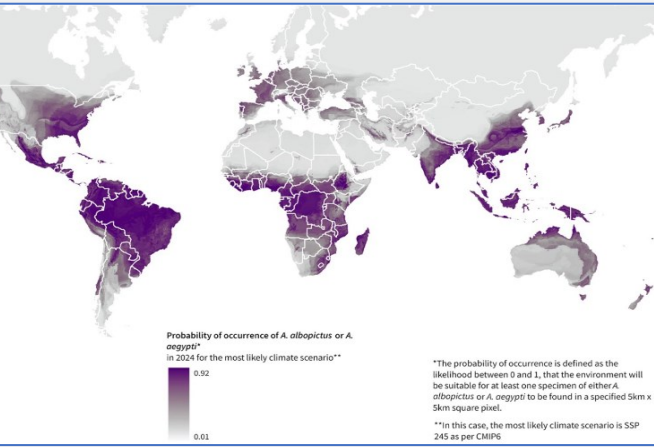 Probability of occurrence of A. albopictus or A.
aegypti*
in 2024 for the most likely climate scenario**
0.92
0.01
*The probability of occurrence is defined as the
likelihood between 0 and 1, that the environment will
be suitable for at least one specimen of either A.
albopictus or A. aegypti to be found in a specified 5km x
5km square pixel.
**In this case, the most likely climate scenario is SSP
245 as per CMIP6